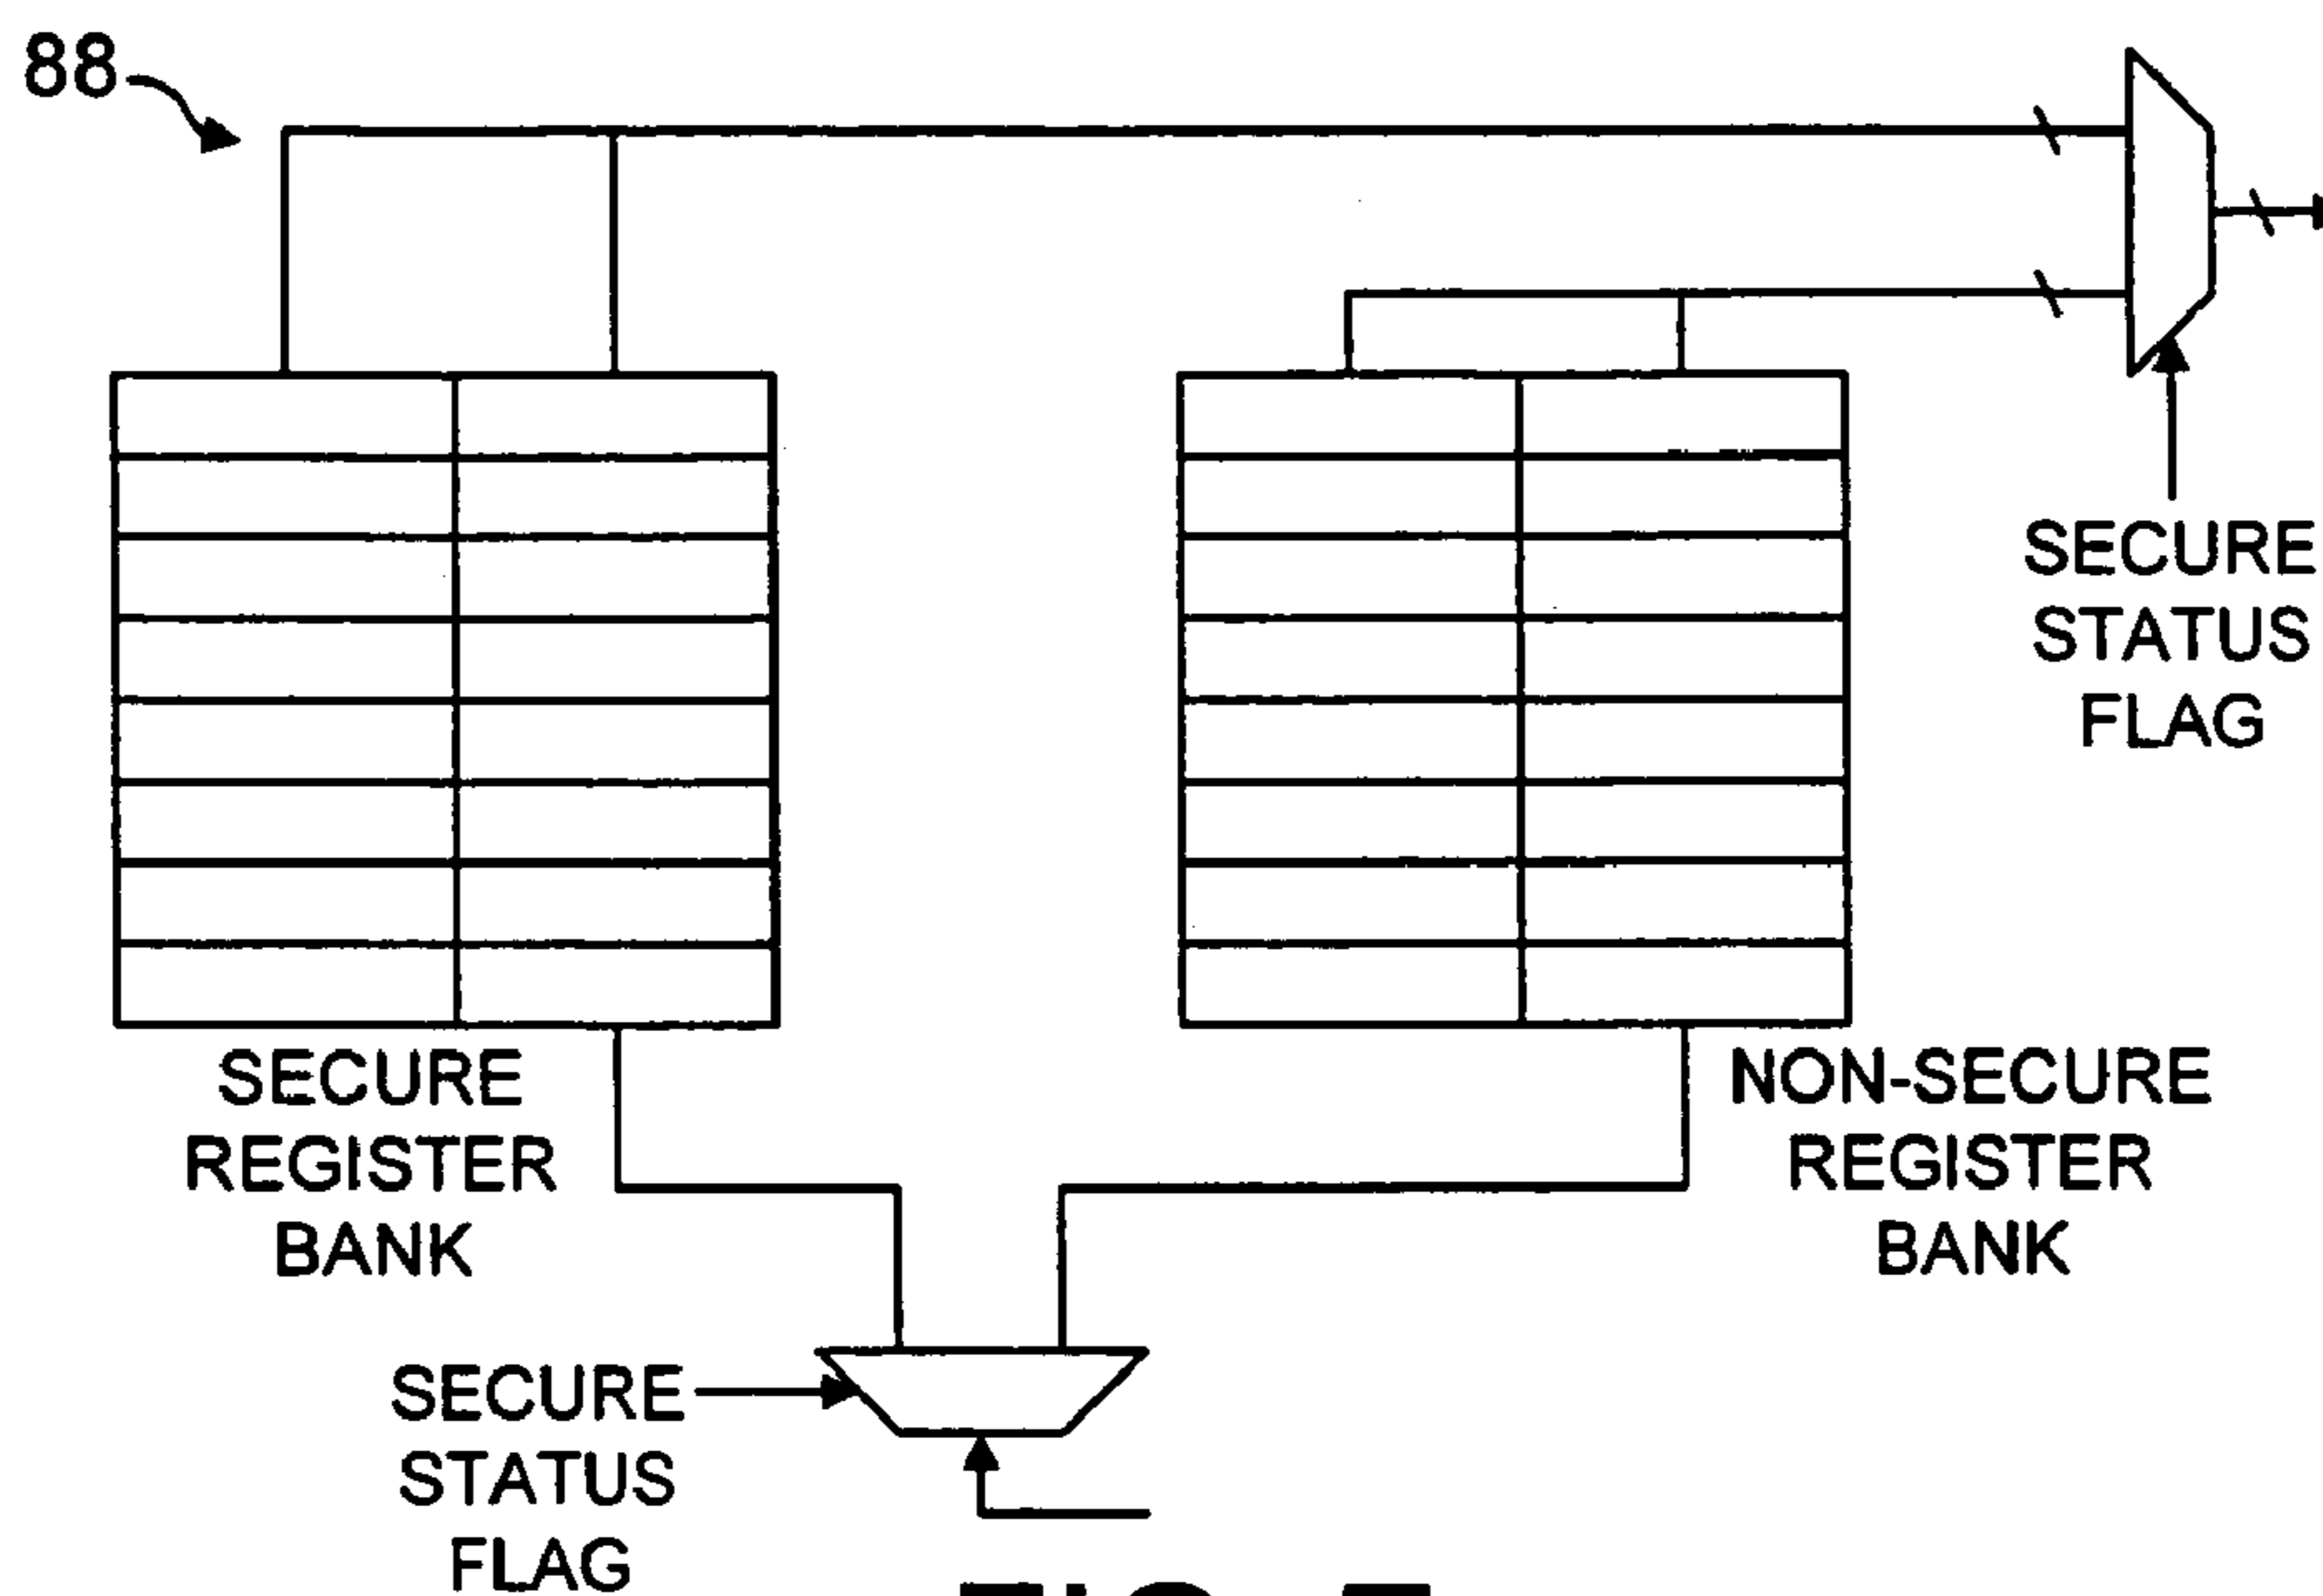 88
SECURE
STATUS
FLAG
SECURE
REGISTER
BANK
NON-SECURE
REGISTER
BANK
SECURE
STATUS
FLAG